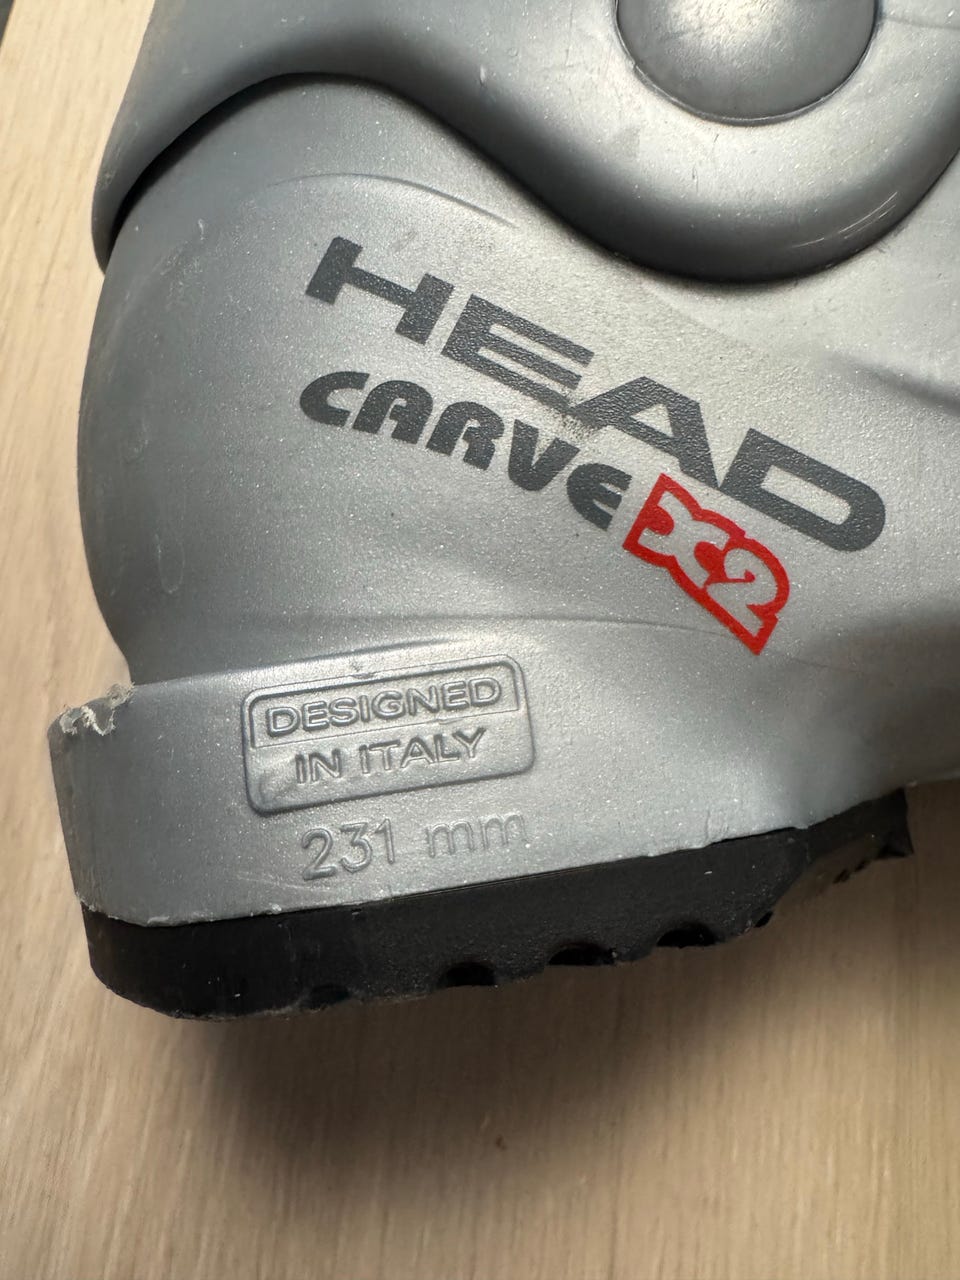 HEAD
CARVE X2
DESIGNED
IN ITALY
231 mm